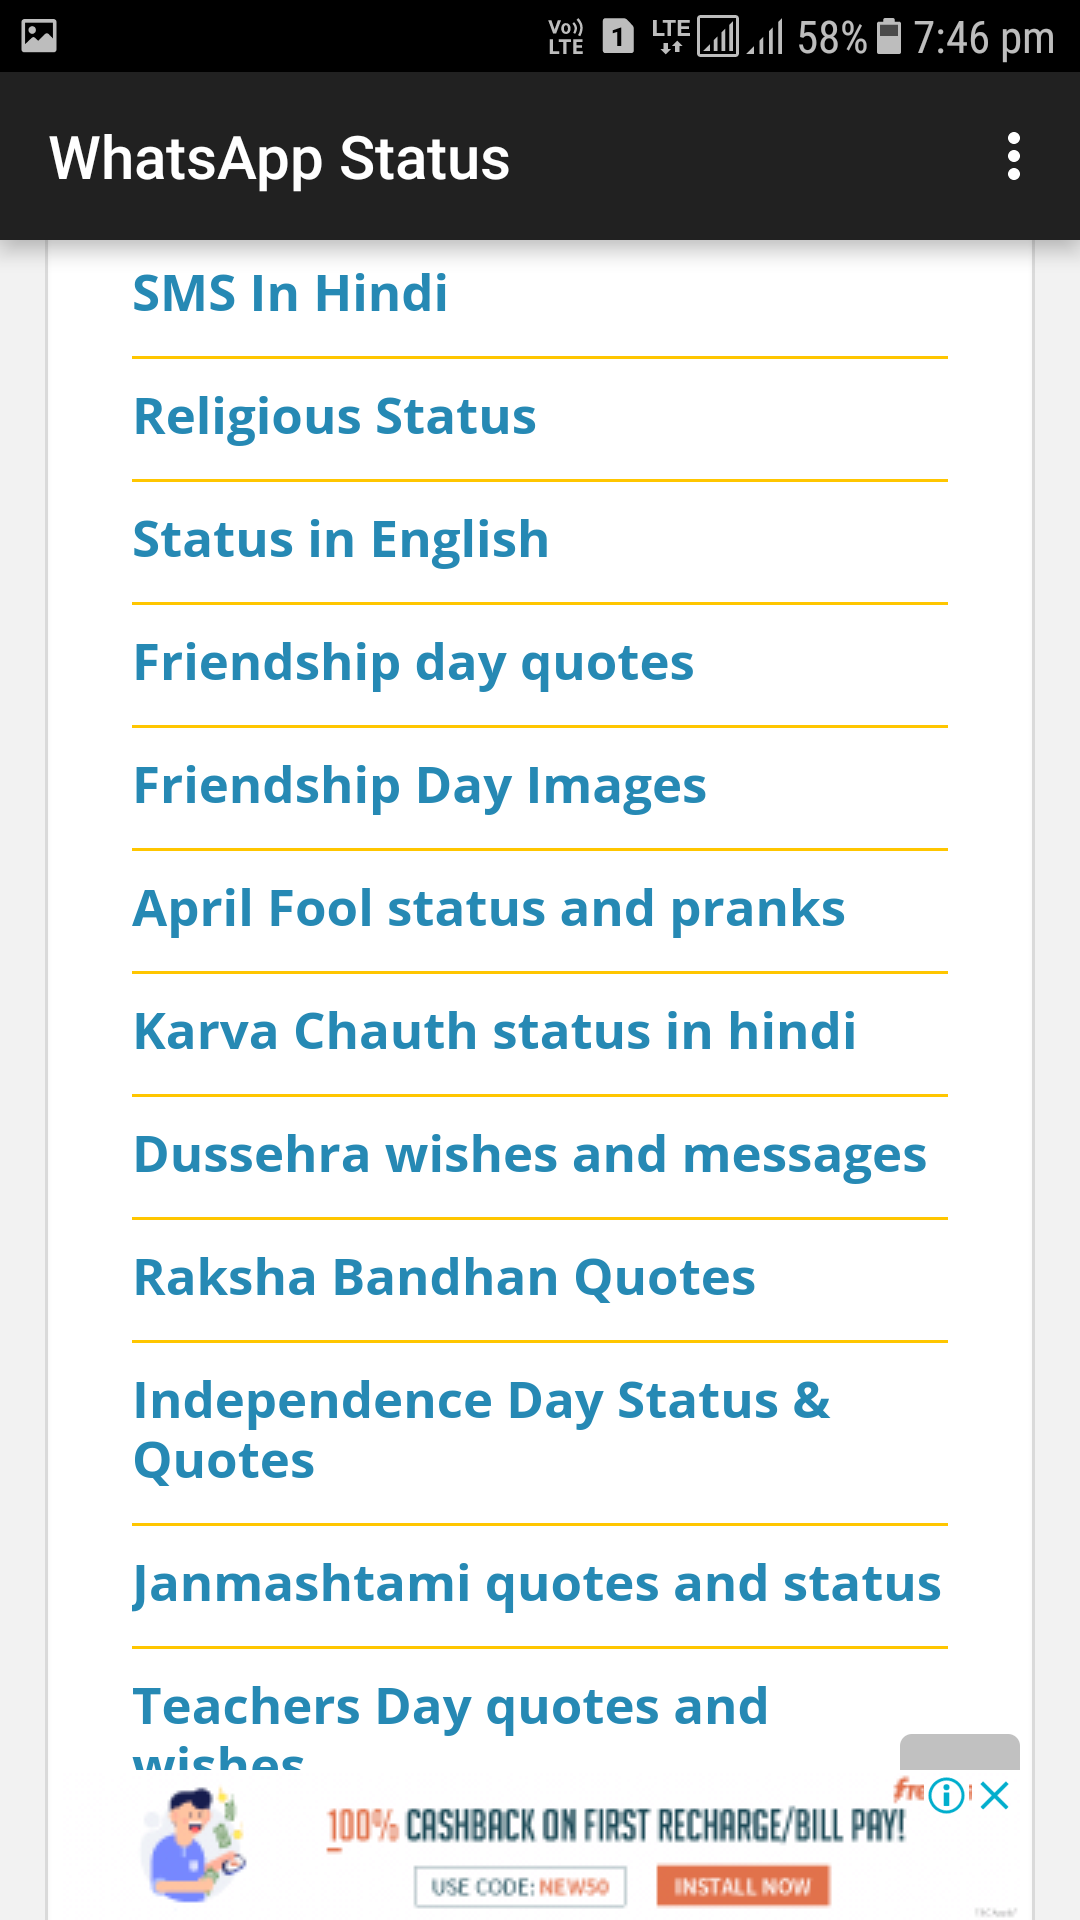 Vo)) LTE 1 LTE 58% 7:46 pm
WhatsApp Status
SMS In Hindi
Religious Status
Status in English
Friendship day quotes
Friendship Day Images
April Fool status and pranks
Karva Chauth status in hindi
Dussehra wishes and messages
Raksha Bandhan Quotes
Independence Day Status &
Quotes
Janmashtami quotes and status
Teachers Day quotes and
wishes
100% CASHBACK ON FIRST RECHARGE/BILL PAY!
USE CODE: NEW50
INSTALL NOW